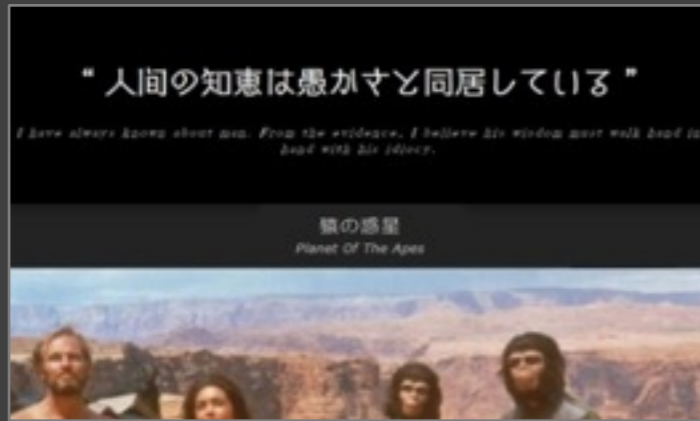 “ 人間の知恵は愚かさと同居している ”
I have always known about man. From the evidence, I believe his wisdom must walk hand in
hand with his idiocy.
猿の惑星
Planet Of The Apes